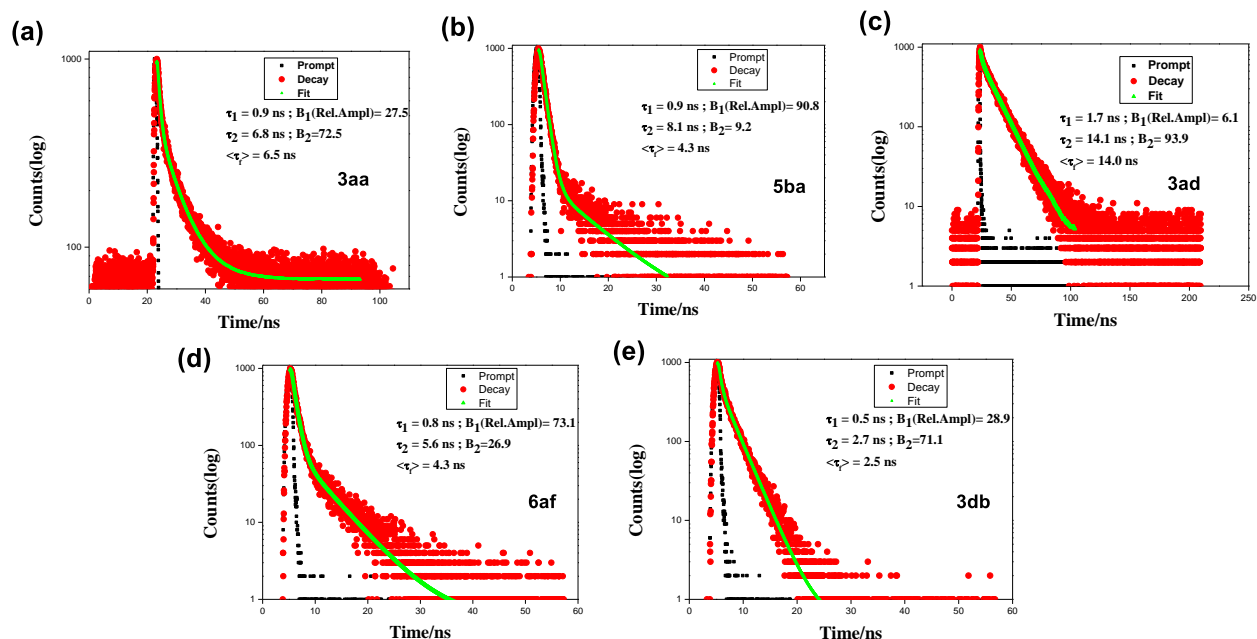 (a)
Counts(log)
1000
100
0
20
40
60
80
100
Time/ns
Prompt
Decay
Fit
τ1 = 0.9 ns ; B1(Rel.Ampl)= 27.5
τ2 = 6.8 ns ; B2=72.5
<τf> = 6.5 ns
3aa
(b)
Counts(log)
1000
100
10
1
0
10
20
30
40
50
60
Time/ns
Prompt
Decay
Fit
τ1 = 0.9 ns ; B1(Rel.Ampl)= 90.8
τ2 = 8.1 ns ; B2= 9.2
<τf> = 4.3 ns
5ba
(c)
Counts(log)
1000
100
10
1
0
50
100
150
200
250
Time/ns
Prompt
Decay
Fit
τ1 = 1.7 ns ; B1(Rel.Ampl)= 6.1
τ2 = 14.1 ns ; B2= 93.9
<τf> = 14.0 ns
3ad
(d)
Counts(log)
1000
100
10
1
0
10
20
30
40
50
60
Time/ns
Prompt
Decay
Fit
τ1 = 0.8 ns ; B1(Rel.Ampl)= 73.1
τ2 = 5.6 ns ; B2=26.9
<τf> = 4.3 ns
6af
(e)
Counts(log)
1000
100
10
1
0
10
20
30
40
50
60
Time/ns
Prompt
Decay
Fit
τ1 = 0.5 ns ; B1(Rel.Ampl)= 28.9
τ2 = 2.7 ns ; B2=71.1
<τf> = 2.5 ns
3db